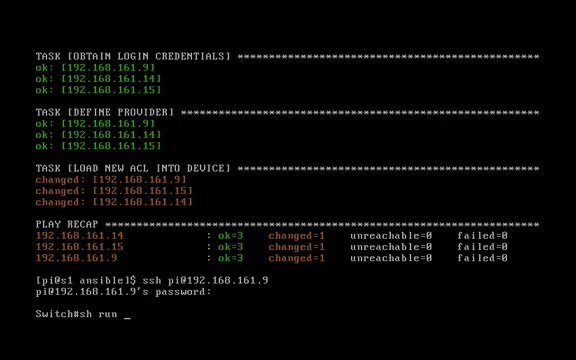 TASK [OBTAIN LOGIN CREDENTIALS] ******************************************
ok: [192.168.161.9]
ok: [192.168.161.14]
ok: [192.168.161.15]
TASK [DEFINE PROVIDER] ***************************************************
ok: [192.168.161.9]
ok: [192.168.161.14]
ok: [192.168.161.15]
TASK [LOAD NEW ACL INTO DEVICE] ******************************************
changed: [192.168.161.9]
changed: [192.168.161.15]
changed: [192.168.161.14]
PLAY RECAP ***************************************************************
192.168.161.14 : ok=3 changed=1 unreachable=0 failed=0
192.168.161.15 : ok=3 changed=1 unreachable=0 failed=0
192.168.161.9 : ok=3 changed=1 unreachable=0 failed=0
[pi@s1 ansible]$ ssh pi@192.168.161.9
pi@192.168.161.9's password:
Switch#sh run _